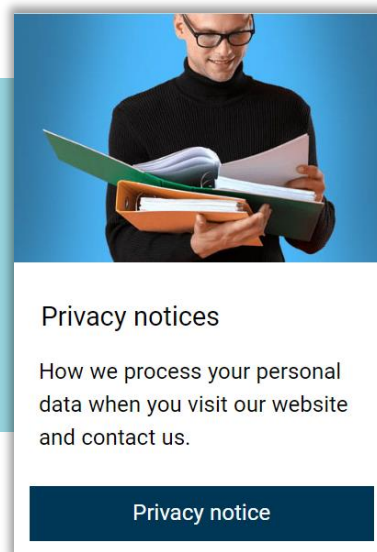 Privacy notices
How we process your personal
data when you visit our website
and contact us.
Privacy notice